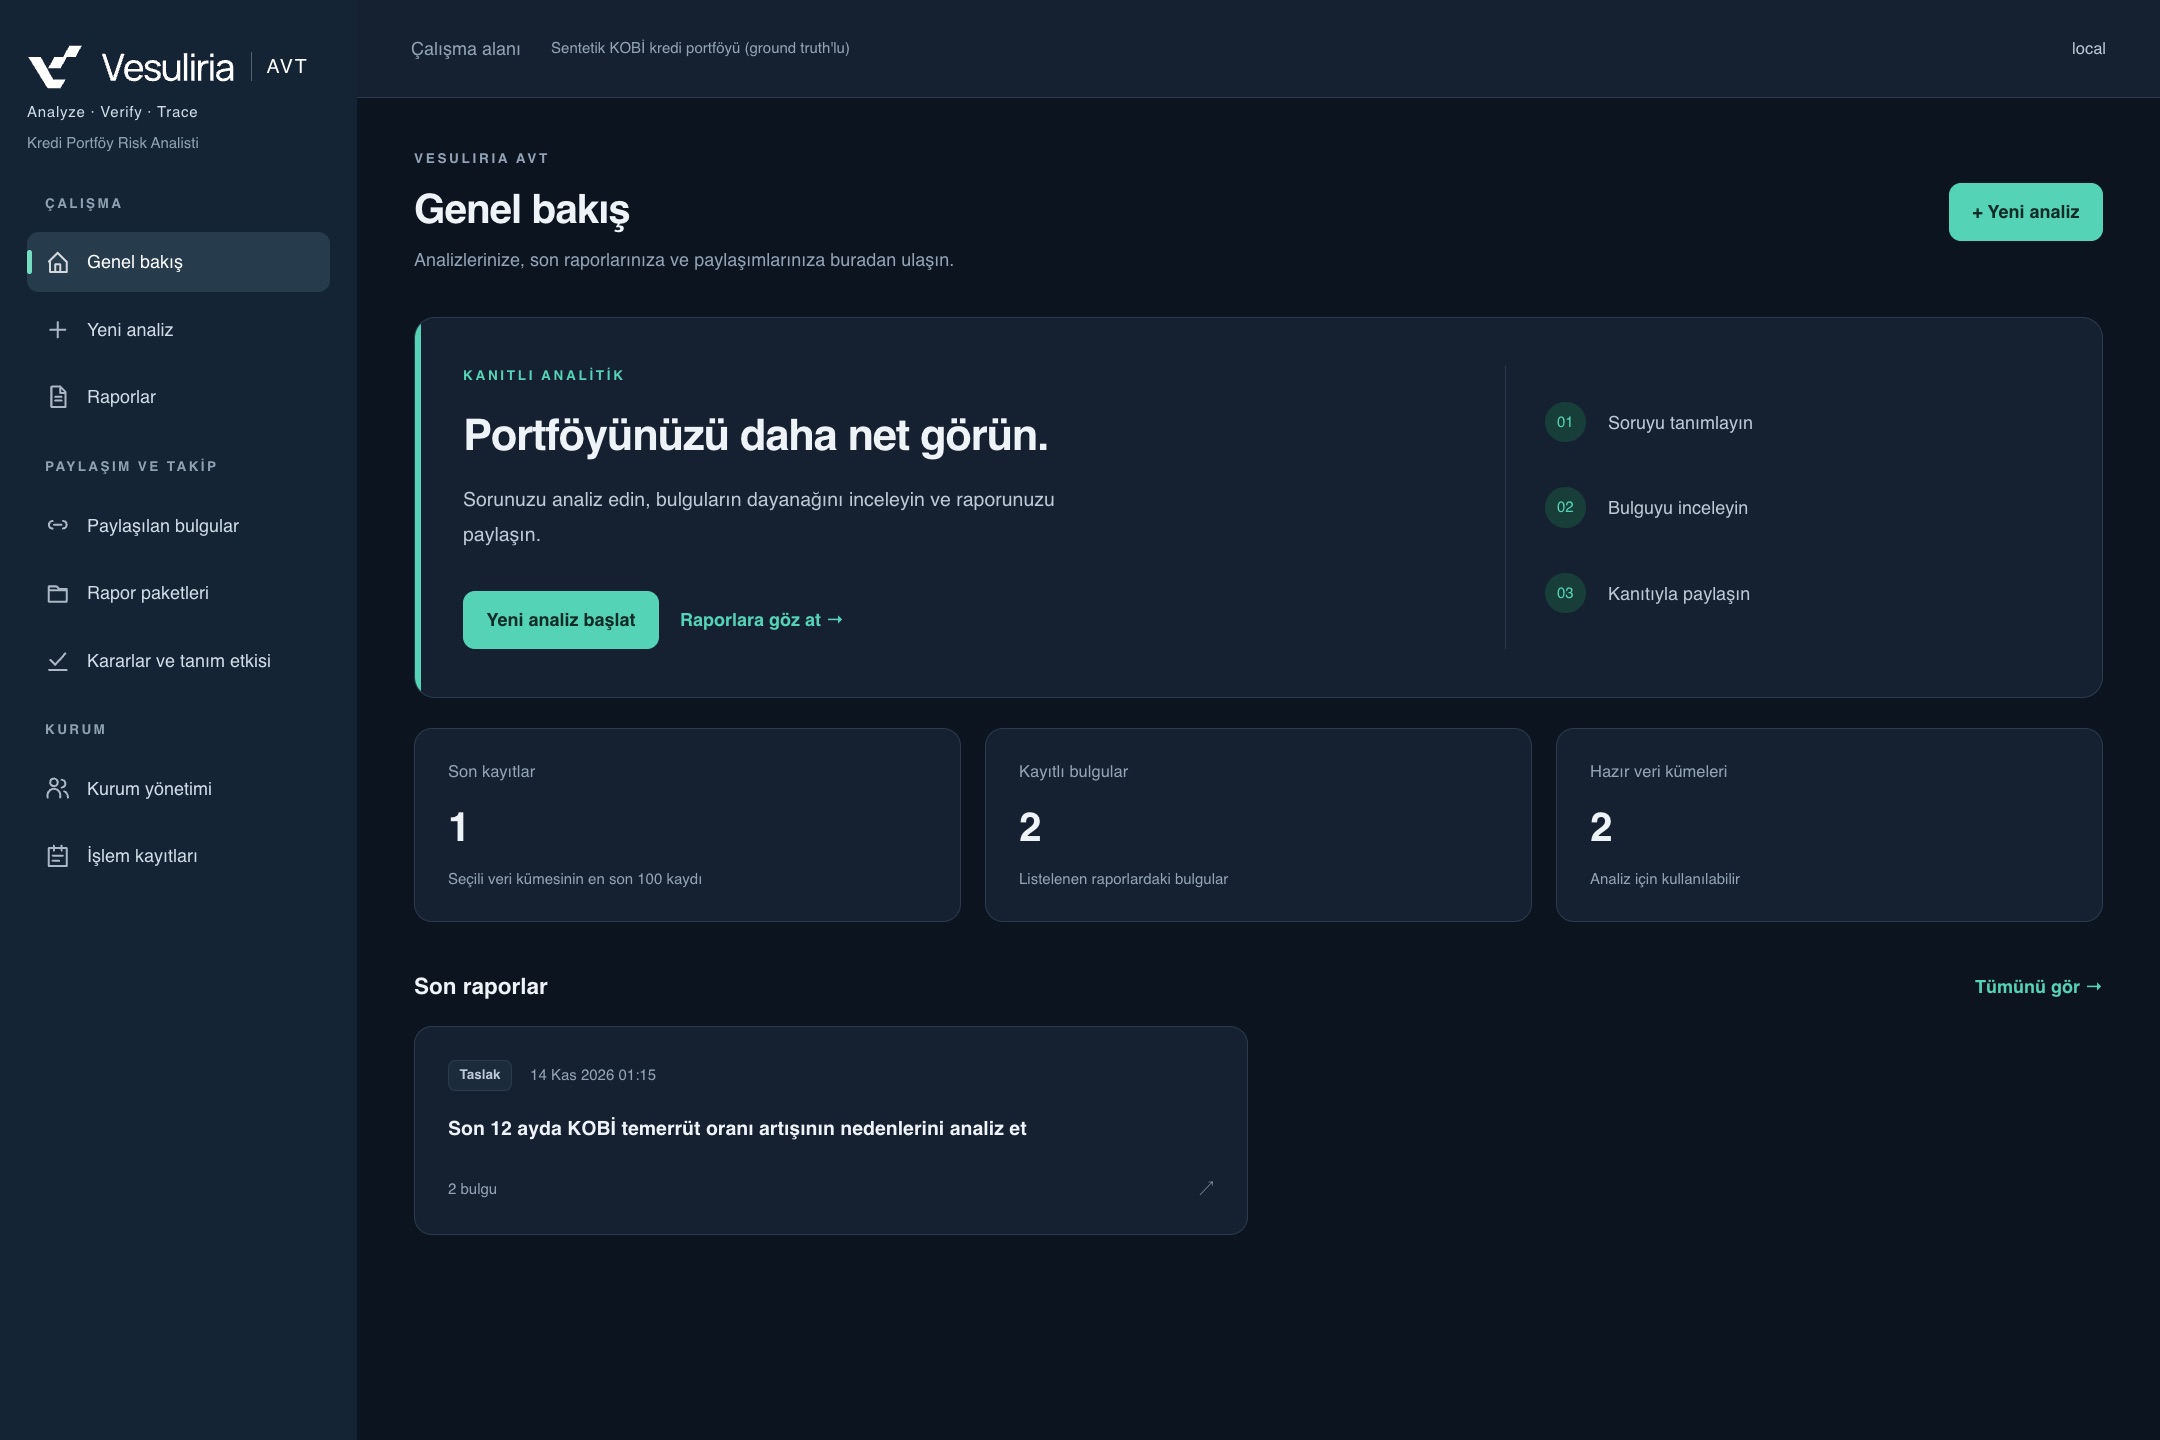 Vesuliria AVT
Analyze · Verify · Trace
Kredi Portföy Risk Analisti
ÇALIŞMA
Genel bakış
Yeni analiz
Raporlar
PAYLAŞIM VE TAKİP
Paylaşılan bulgular
Rapor paketleri
Kararlar ve tanım etkisi
KURUM
Kurum yönetimi
İşlem kayıtları
Çalışma alanı Sentetik KOBİ kredi portföyü (ground truth'lu)
local
VESULIRIA AVT
Genel bakış
Analizlerinize, son raporlarınıza ve paylaşımlarınıza buradan ulaşın.
+ Yeni analiz
KANITLI ANALİTİK
Portföyünüzü daha net görün.
Sorunuzu analiz edin, bulguların dayanağını inceleyin ve raporunuzu
paylaşın.
Yeni analiz başlat Raporlara göz at →
01 Soruyu tanımlayın
02 Bulguyu inceleyin
03 Kanıtıyla paylaşın
Son kayıtlar
1
Seçili veri kümesinin en son 100 kaydı
Kayıtlı bulgular
2
Listelenen raporlardaki bulgular
Hazır veri kümeleri
2
Analiz için kullanılabilir
Son raporlar
Tümünü gör →
Taslak 14 Kas 2026 01:15
Son 12 ayda KOBİ temerrüt oranı artışının nedenlerini analiz et
2 bulgu ↗